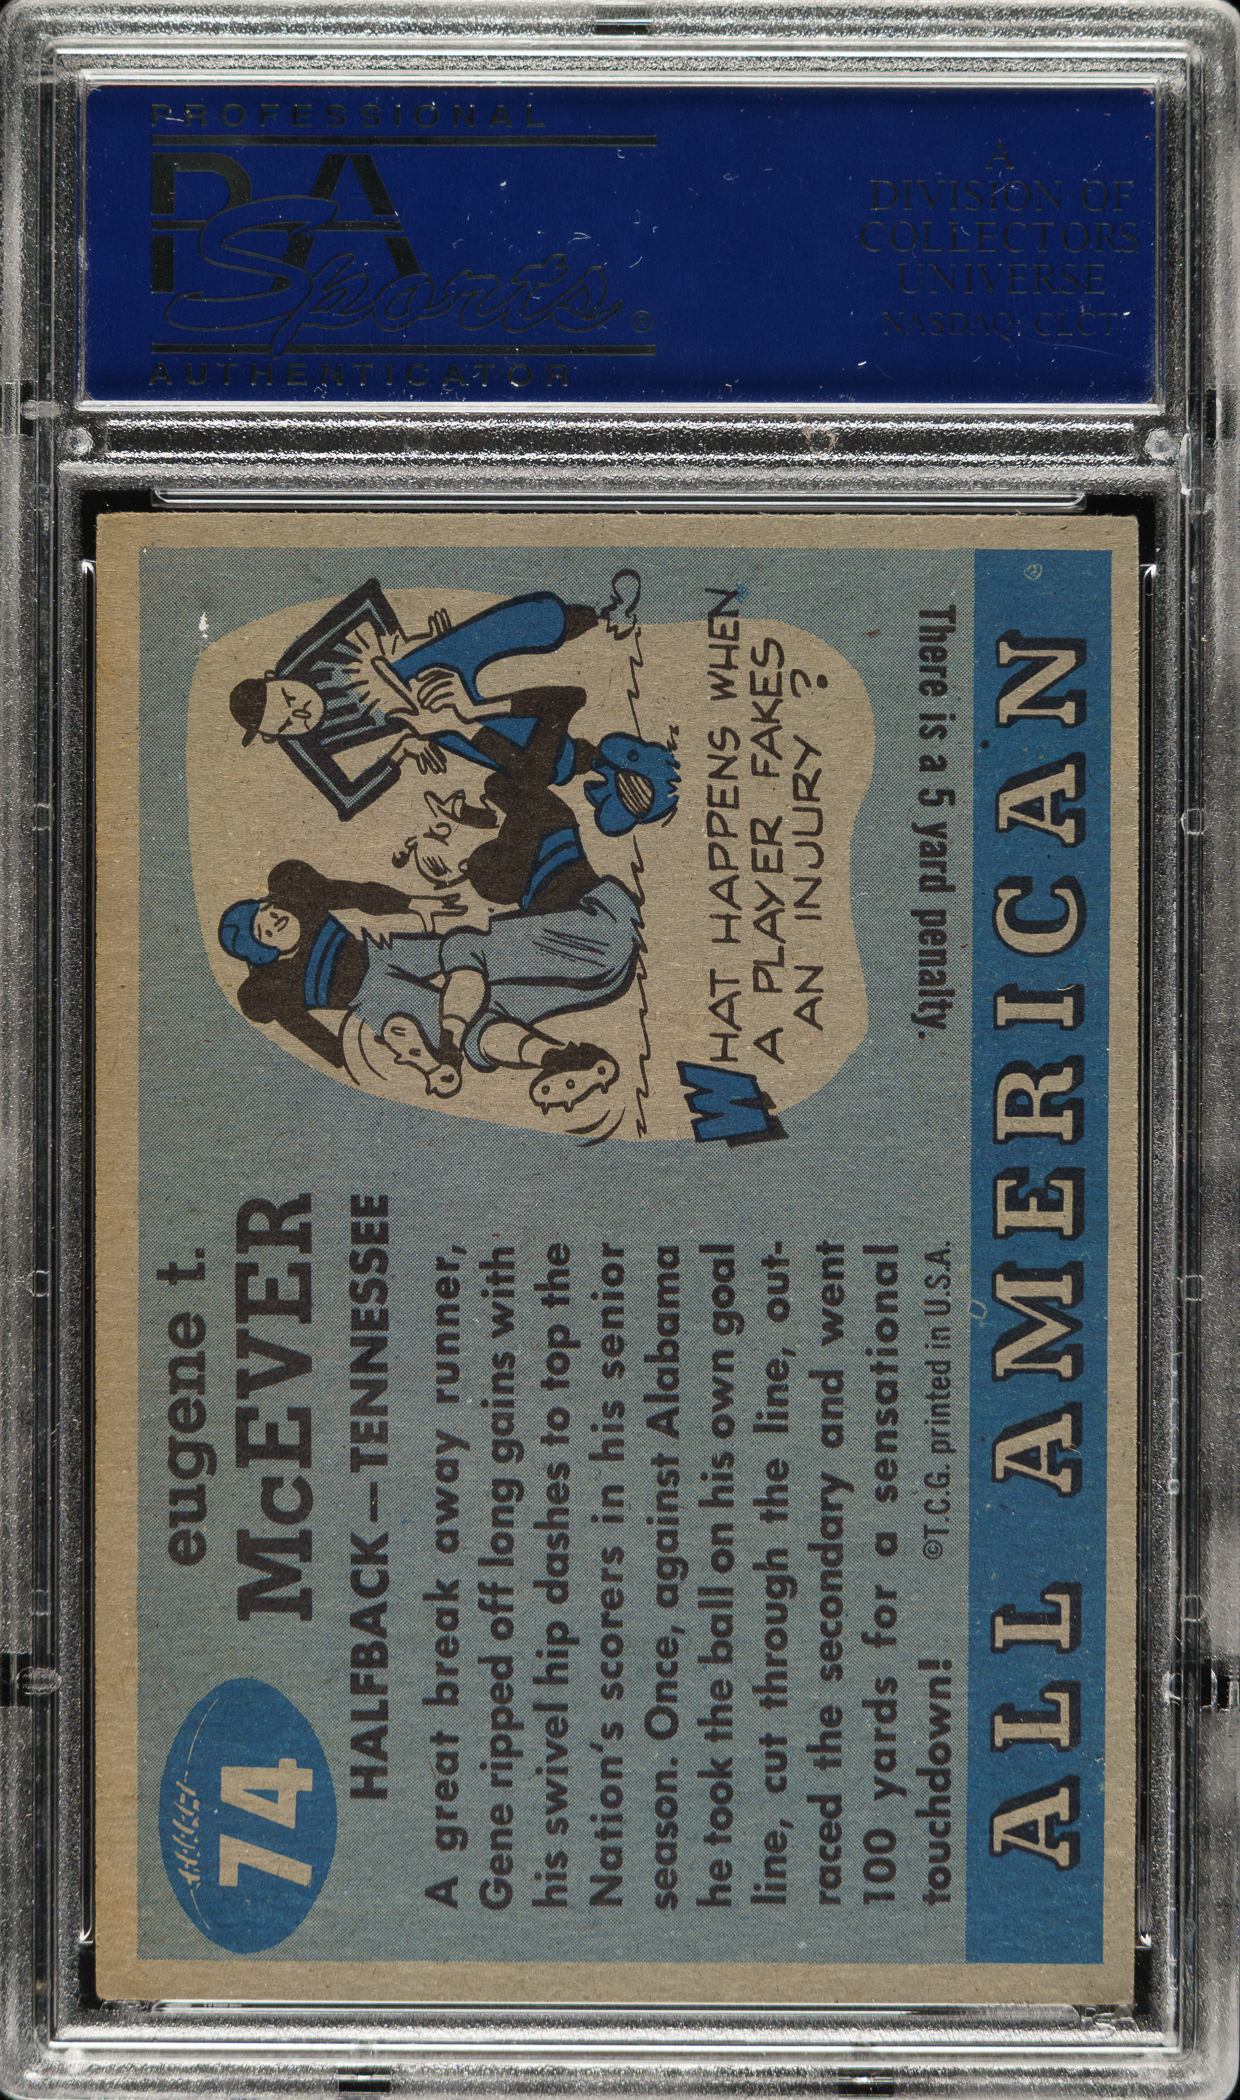 PROFESSIONAL
PSA
Sports®
AUTHENTICATOR
A
DIVISION OF
COLLECTORS
UNIVERSE
NASDAQ: CLCT
74
eugene t.
McEVER
HALFBACK — TENNESSEE
A great break away runner,
Gene ripped off long gains with
his swivel hip dashes to top the
Nation's scorers in his senior
season. Once, against Alabama
he took the ball on his own goal
line, cut through the line, out-
raced the secondary and went
100 yards for a sensational
touchdown!
©T.C.G. printed in U.S.A.
WHAT HAPPENS WHEN
A PLAYER FAKES
AN INJURY?
There is a 5 yard penalty.
ALL AMERICAN